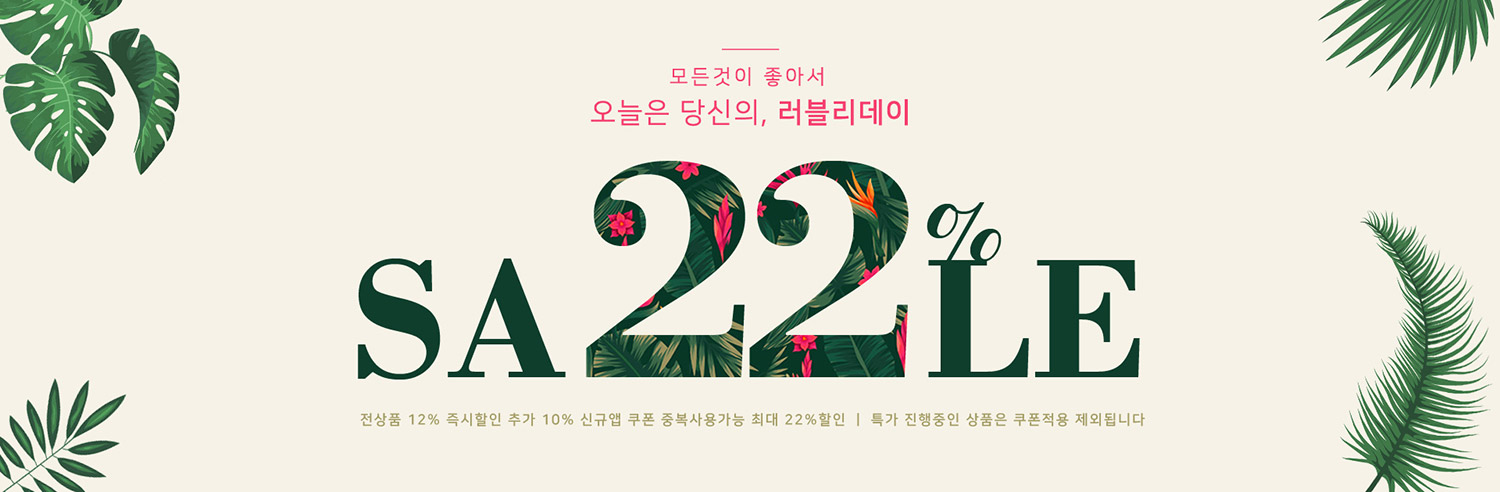 모든것이 좋아서
오늘은 당신의, 러블리데이
SA22%LE
전상품 12% 즉시할인 추가 10% 신규앱 쿠폰 중복사용가능 최대 22%할인 | 특가 진행중인 상품은 쿠폰적용 제외됩니다